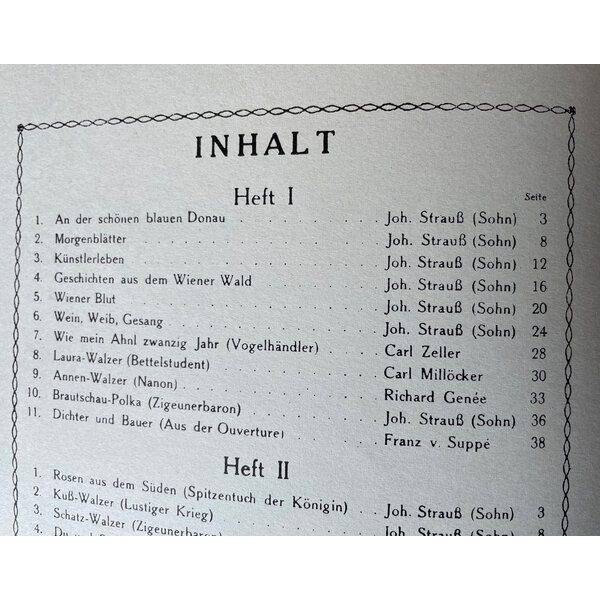 INHALT
Heft I
Seite
1. An der schönen blauen Donau . . . . . . . . Joh. Strauß (Sohn) 3
2. Morgenblätter . . . . . . . . Joh. Strauß (Sohn) 8
3. Künstlerleben . . . . . . . . Joh. Strauß (Sohn) 12
4. Geschichten aus dem Wiener Wald . . . . . . Joh. Strauß (Sohn) 16
5. Wiener Blut . . . . . . . . Joh. Strauß (Sohn) 20
6. Wein, Weib, Gesang . . . . . . . . Joh. Strauß (Sohn) 24
7. Wie mein Ahnl zwanzig Jahr (Vogelhändler) . . . . Carl Zeller 28
8. Laura-Walzer (Bettelstudent) . . . . . . Carl Millöcker 30
9. Annen-Walzer (Nanon) . . . . . . . . Richard Genée 33
10. Brautschau-Polka (Zigeunerbaron) . . . . . . Joh. Strauß (Sohn) 36
11. Dichter und Bauer (Aus der Ouverture) . . . . . Franz v. Suppé 38
Heft II
1. Rosen aus dem Süden (Spitzentuch der Königin)  . Joh. Strauß (Sohn) 3
2. Kuß-Walzer (Lustiger Krieg) . . . . . . Joh. Strauß (Sohn) 8
3. Schatz-Walzer (Zigeunerbaron)
4.